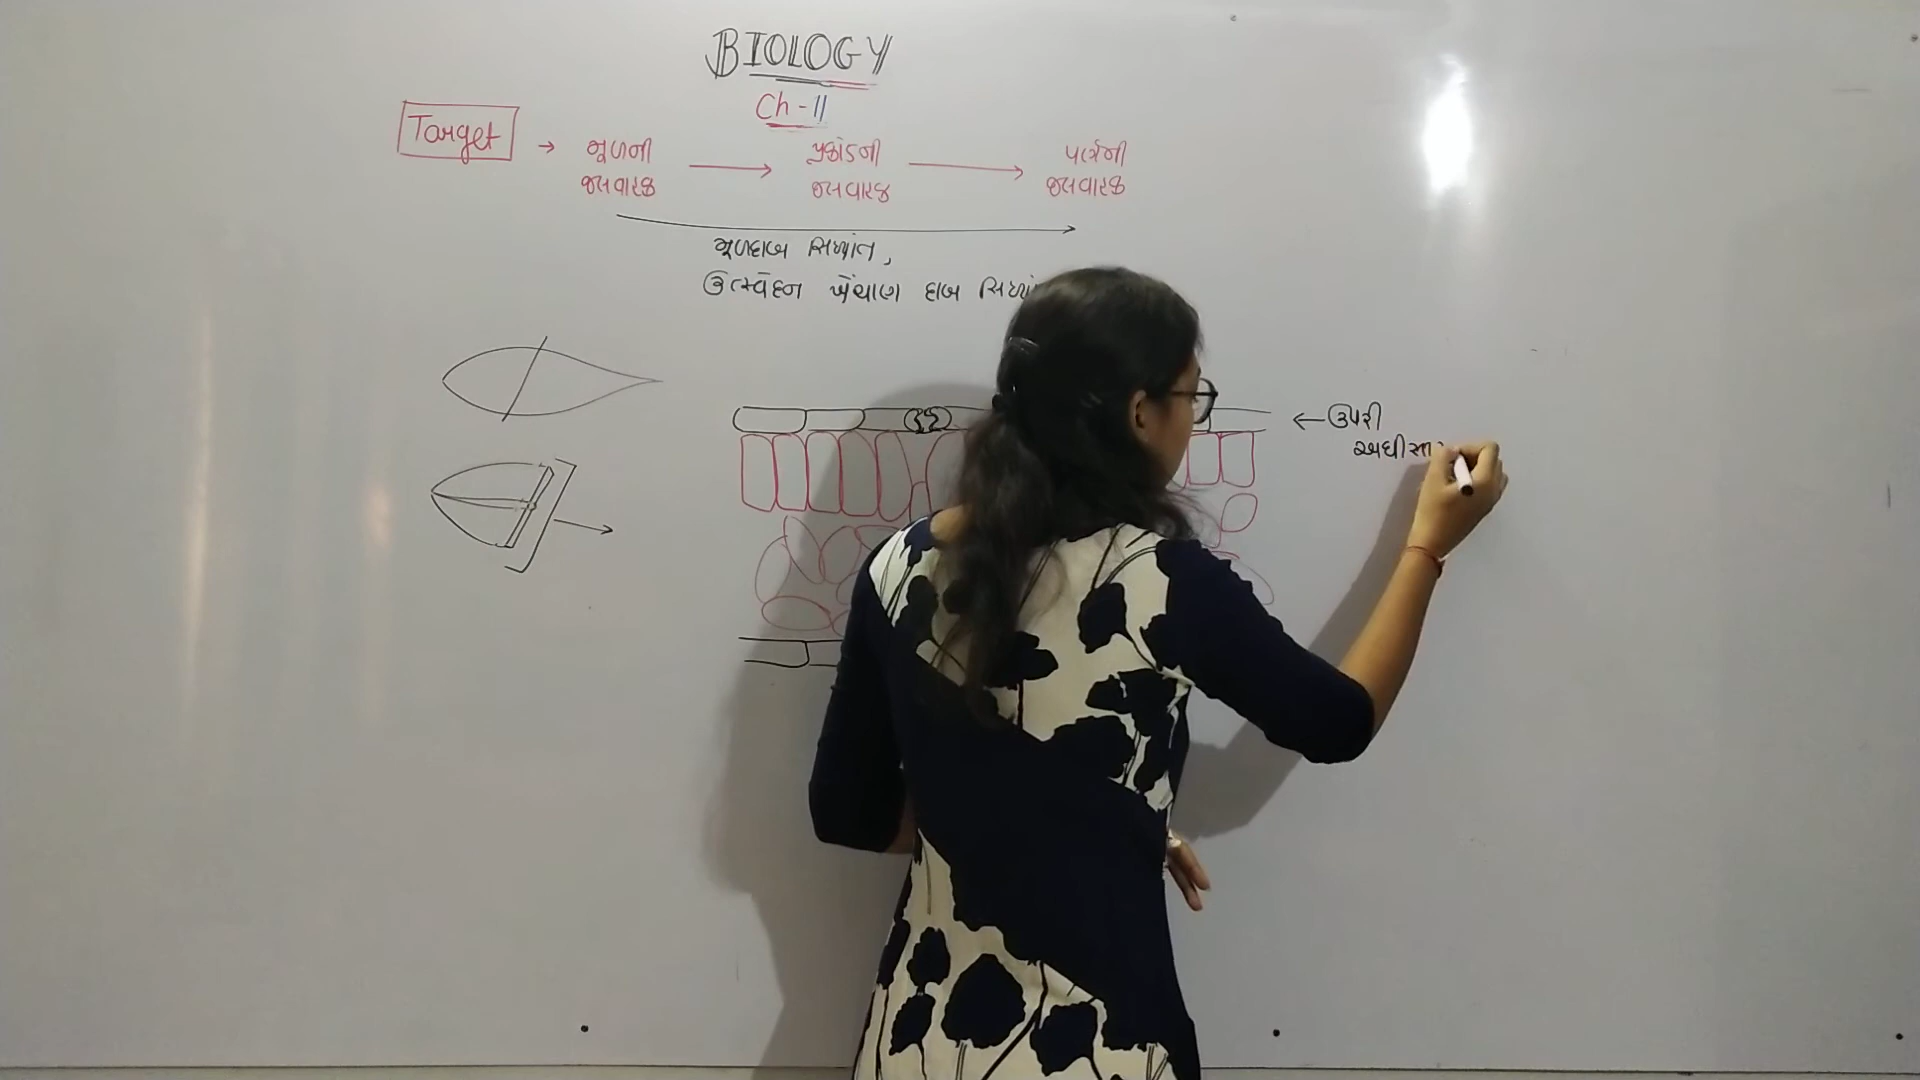 BIOLOGY
Ch-11
Target → મૂળની → પ્રકાંડની → પર્ણની
જલવાહક જલવાહક જલવાહક
મૂળદાબ સિધ્ધાંત,
ઉત્સ્વેદન ખેંચાણ દાબ
← ઉપરી